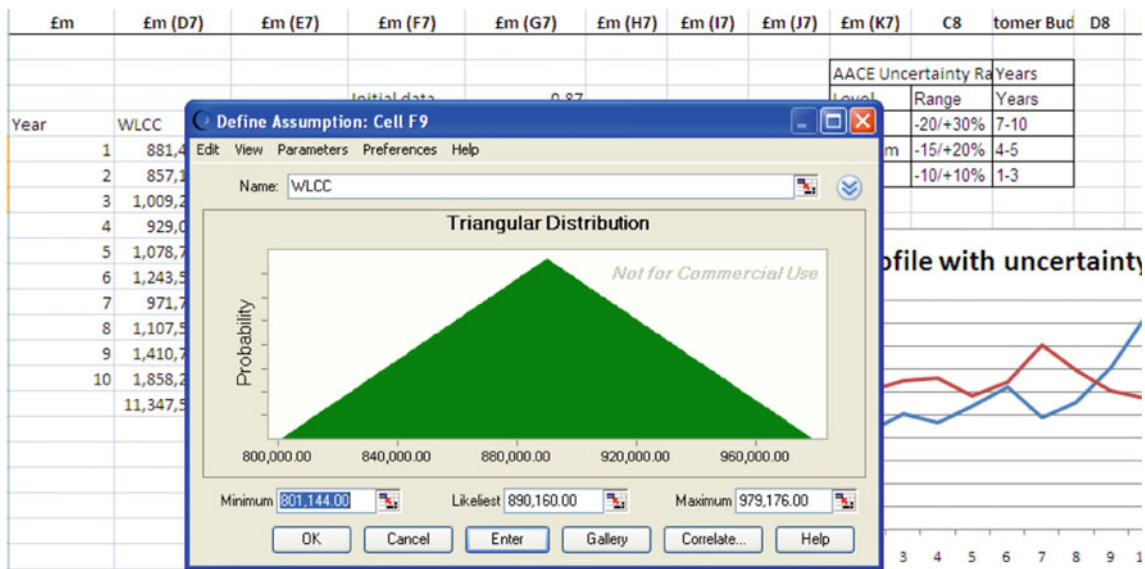 £m £m (D7) £m (E7) £m (F7) £m (G7) £m (H7) £m (I7) £m (J7) £m (K7) C8 tomer Bud D8
AACE Uncertainty Ra Years
Initial data 0.87
Level Range Years
Year WLCC
-20/+30% 7-10
m -15/+20% 4-5
-10/+10% 1-3
1 881,4
2 857,1
3 1,009,2
4 929,0
5 1,078,7
6 1,243,5
7 971,7
8 1,107,5
9 1,410,7
10 1,858,2
11,347,5
Define Assumption: Cell F9
Edit View Parameters Preferences Help
Name: WLCC
Triangular Distribution
Not for Commercial Use
Probability
800,000.00 840,000.00 880,000.00 920,000.00 960,000.00
Minimum 801,144.00 Likeliest 890,160.00 Maximum 979,176.00
OK Cancel Enter Gallery Correlate... Help
ofile with uncertainty
3 4 5 6 7 8 9 1